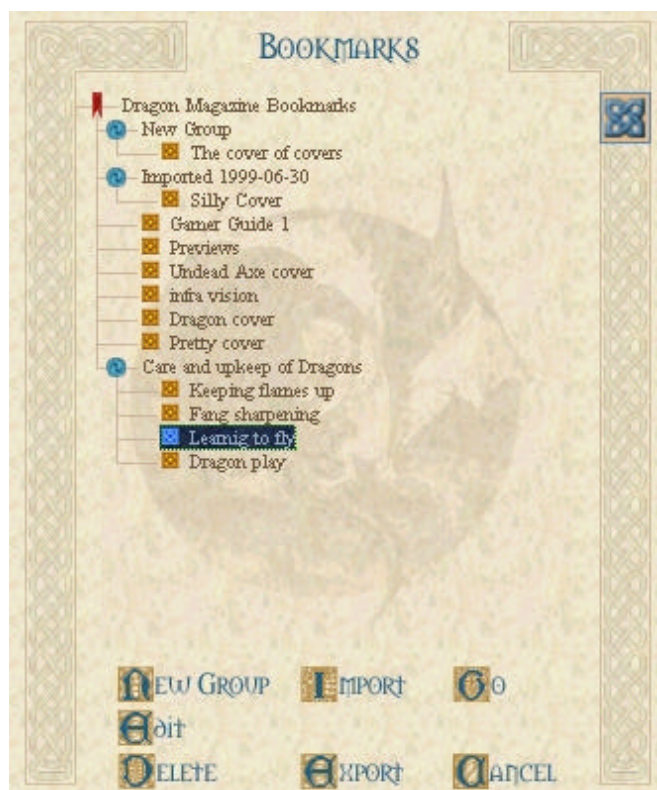 Bookmarks
Dragon Magazine Bookmarks
New Group
The cover of covers
Imported 1999-06-30
Silly Cover
Gamer Guide 1
Previews
Undead Axe cover
infra vision
Dragon cover
Pretty cover
Care and upkeep of Dragons
Keeping flames up
Fang sharpening
Learnig to fly
Dragon play
New Group Import Go
Edit
Delete Export Cancel